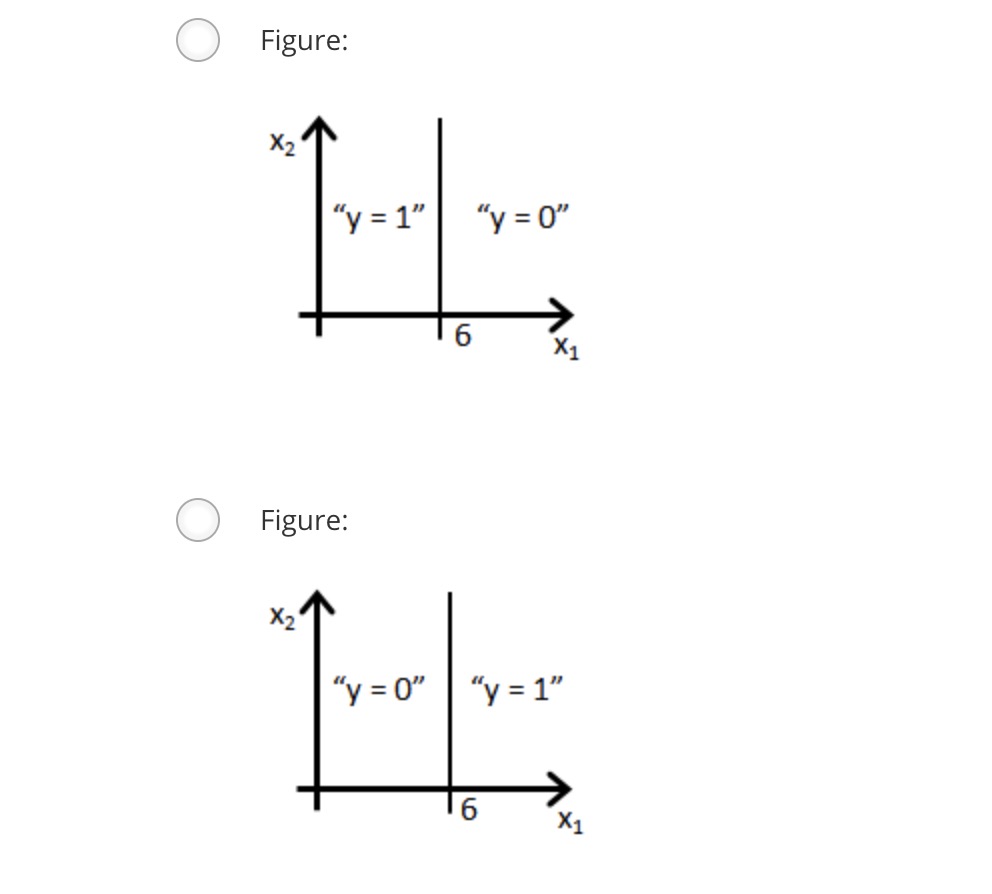 Figure:
x₂
“y = 1” “y = 0”
6
x₁
Figure:
x₂
“y = 0” “y = 1”
6
x₁